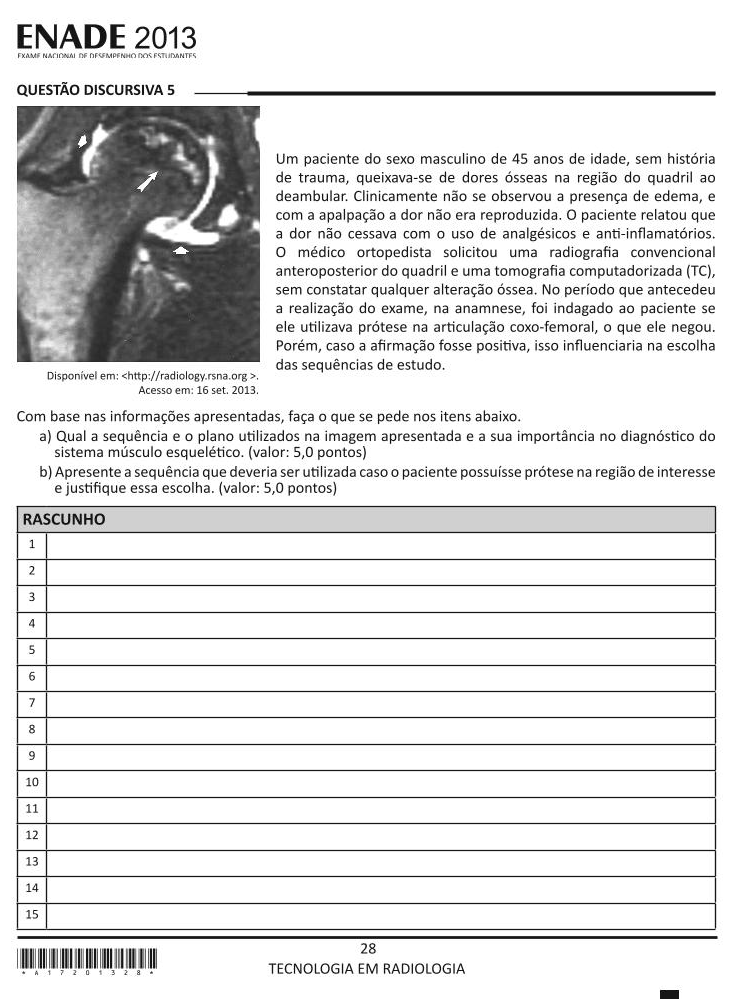 ENADE 2013
EXAME NACIONAL DE DESEMPENHO DOS ESTUDANTES
QUESTÃO DISCURSIVA 5
Um paciente do sexo masculino de 45 anos de idade, sem história
de trauma, queixava-se de dores ósseas na região do quadril ao
deambular. Clinicamente não se observou a presença de edema, e
com a apalpação a dor não era reproduzida. O paciente relatou que
a dor não cessava com o uso de analgésicos e anti-inflamatórios.
O médico ortopedista solicitou uma radiografia convencional
anteroposterior do quadril e uma tomografia computadorizada (TC),
sem constatar qualquer alteração óssea. No período que antecedeu
a realização do exame, na anamnese, foi indagado ao paciente se
ele utilizava prótese na articulação coxo-femoral, o que ele negou.
Porém, caso a afirmação fosse positiva, isso influenciaria na escolha
das sequências de estudo.
Disponível em: <http://radiology.rsna.org >.
Acesso em: 16 set. 2013.
Com base nas informações apresentadas, faça o que se pede nos itens abaixo.
a) Qual a sequência e o plano utilizados na imagem apresentada e a sua importância no diagnóstico do
sistema músculo esquelético. (valor: 5,0 pontos)
b) Apresente a sequência que deveria ser utilizada caso o paciente possuísse prótese na região de interesse
e justifique essa escolha. (valor: 5,0 pontos)
RASCUNHO
1
2
3
4
5
6
7
8
9
10
11
12
13
14
15
28
TECNOLOGIA EM RADIOLOGIA
* A 1 7 2 0 1 3 2 8 *